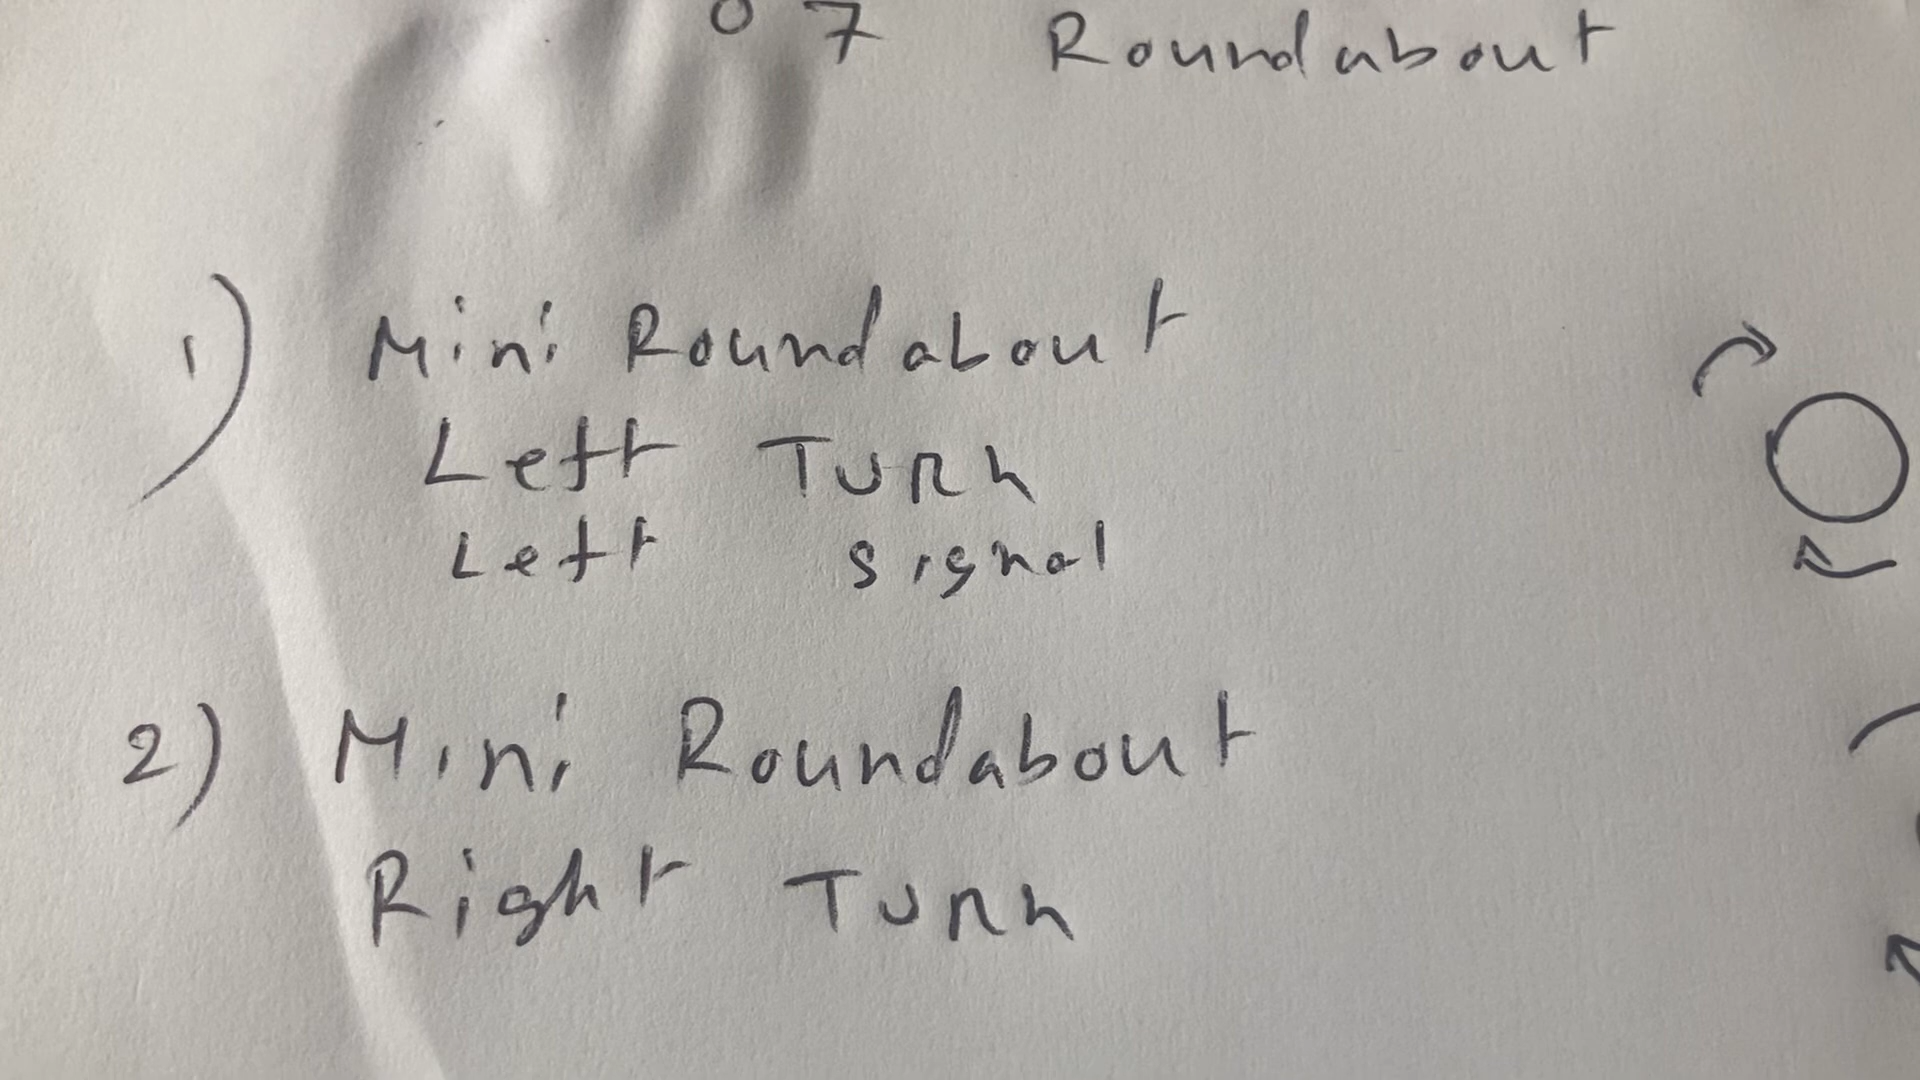 07 Roundabout
1) Mini Roundabout
Left Turn
Left signal
2) Mini Roundabout
Right Turn